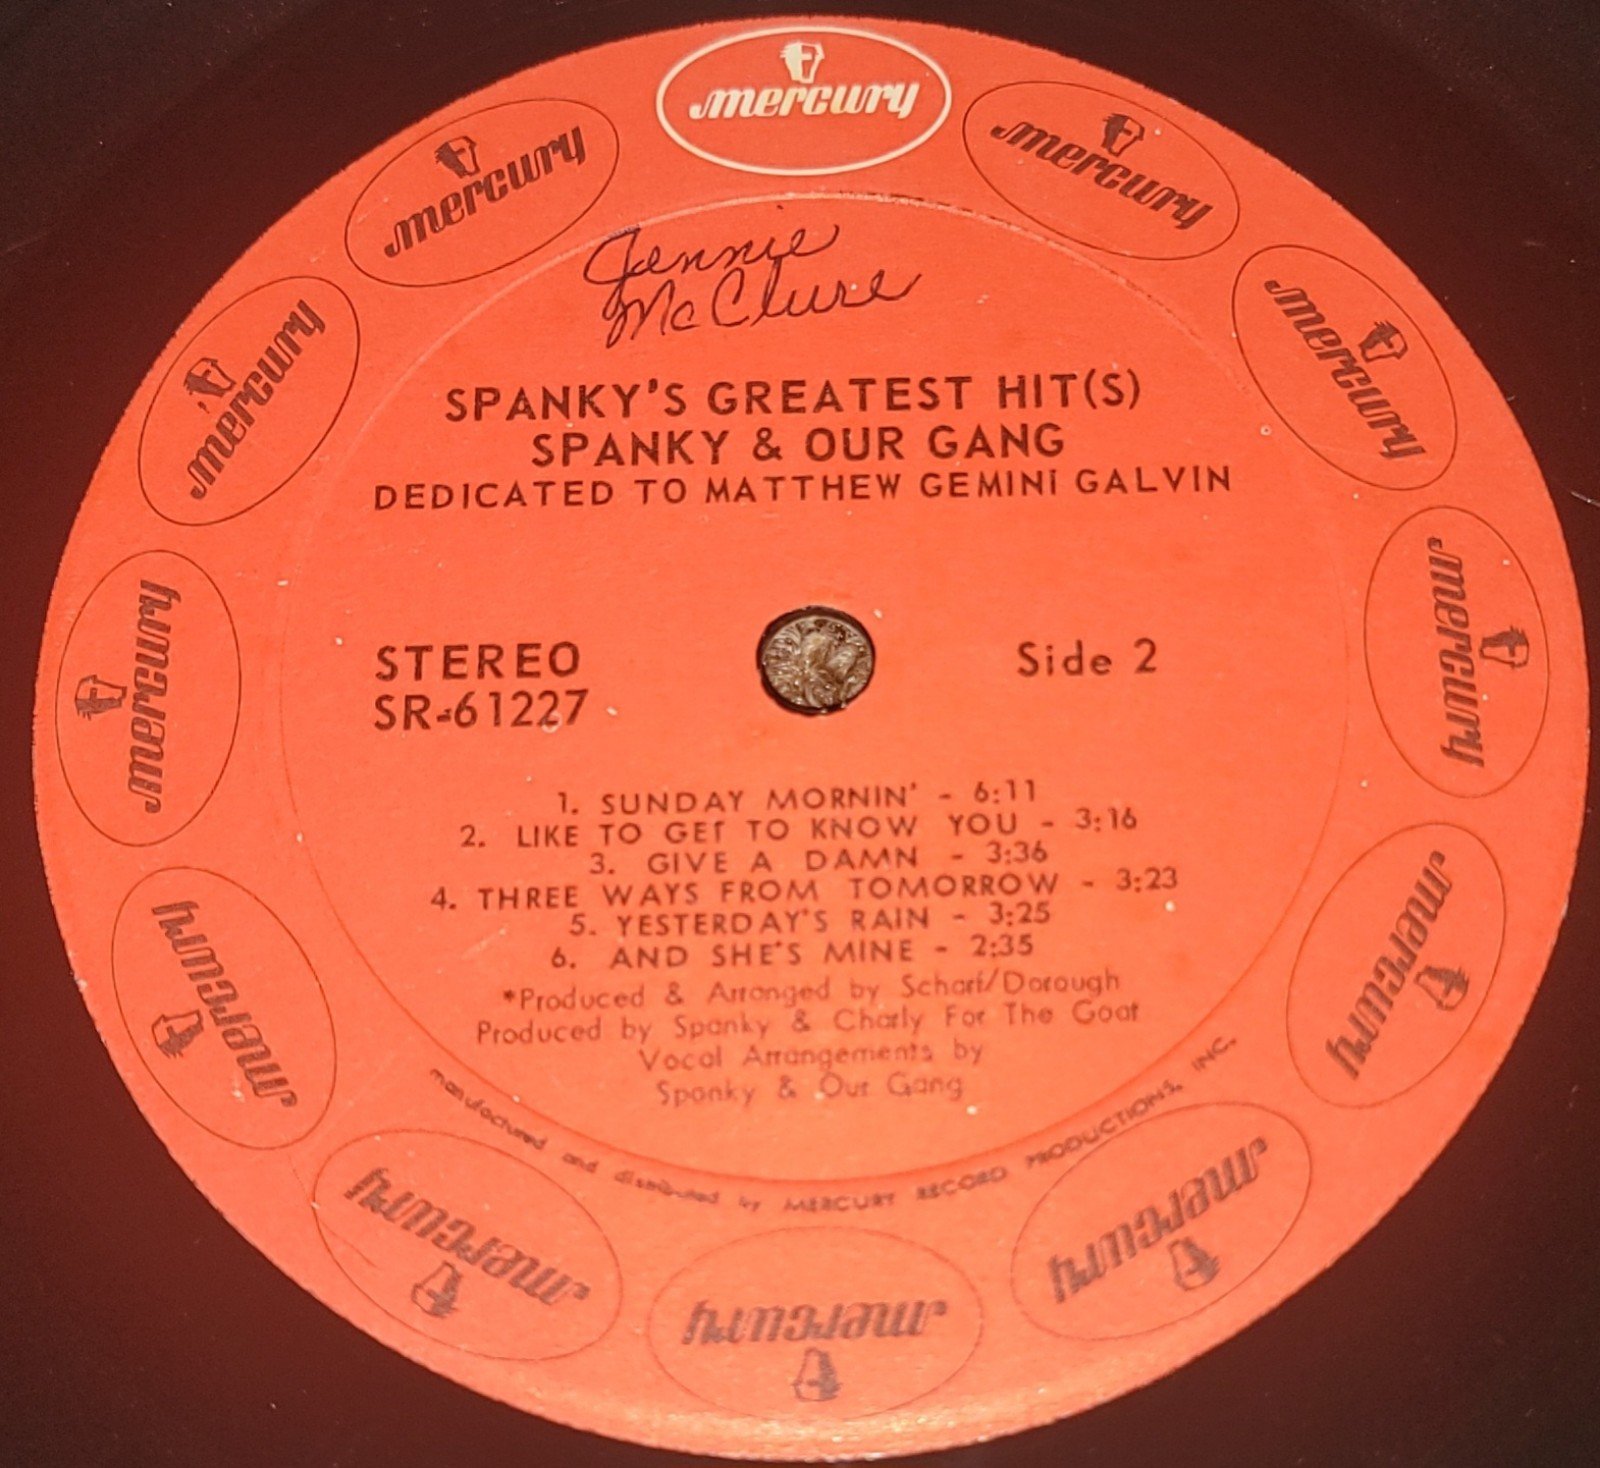 mercury
mercury
mercury
mercury
mercury
mercury
mercury
mercury
mercury
mercury
mercury
mercury
Jennie
McClure
SPANKY'S GREATEST HIT(S)
SPANKY & OUR GANG
DEDICATED TO MATTHEW GEMINI GALVIN
STEREO
SR-61227
Side 2
1. SUNDAY MORNIN' - 6:11
2. LIKE TO GET TO KNOW YOU - 3:16
3. GIVE A DAMN - 3:36
4. THREE WAYS FROM TOMORROW - 3:23
5. YESTERDAY'S RAIN - 3:25
6. AND SHE'S MINE - 2:35
*Produced & Arranged by Scharf/Dorough
Produced by Spanky & Charly For The Goat
Vocal Arrangements by
Spanky & Our Gang
manufactured and distributed by MERCURY RECORD PRODUCTIONS, INC.